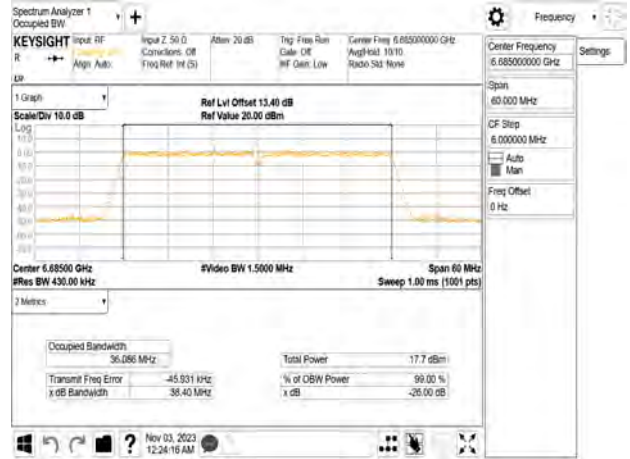 Spectrum Analyzer 1
Occupied BW
Frequency
KEYSIGHT Input: RF
Input Z: 50 Ω
Atten: 20 dB
Trig: Free Run
Center Freq: 6.685000000 GHz
Corrections: Off
Gate: Off
Avg|Hold: 10/10
R
Align: Auto
Freq Ref: Int (S)
#IF Gain: Low
Radio Std: None
Center Frequency
6.685000000 GHz
Settings
Span
60.000 MHz
CF Step
6.000000 MHz
Auto
Man
Freq Offset
0 Hz
1 Graph
Ref Lvl Offset 13.40 dB
Scale/Div 10.0 dB
Ref Value 20.00 dBm
Log
Center 6.68500 GHz
#Video BW 1.5000 MHz
Span 60 MHz
#Res BW 430.00 kHz
Sweep 1.00 ms (1001 pts)
2 Metrics
Occupied Bandwidth
36.086 MHz
Total Power
17.7 dBm
Transmit Freq Error
-45.931 kHz
% of OBW Power
99.00 %
x dB Bandwidth
38.40 MHz
x dB
-26.00 dB
?
Nov 03, 2023
12:24:16 AM